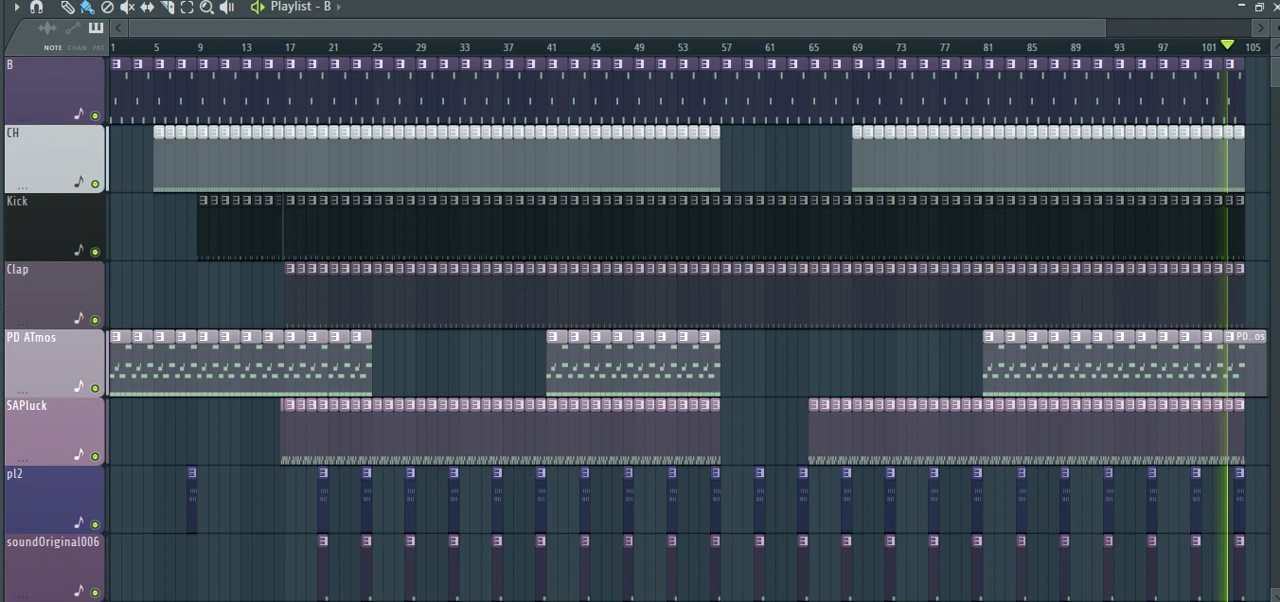 Playlist - B
NOTE CHAN PAT
1 5 9 13 17 21 25 29 33 37 41 45 49 53 57 61 65 69 73 77 81 85 89 93 97 101 105
B
CH
Kick
Clap
PD ATmos
PD..os
SAPluck
pl2
soundOriginal006